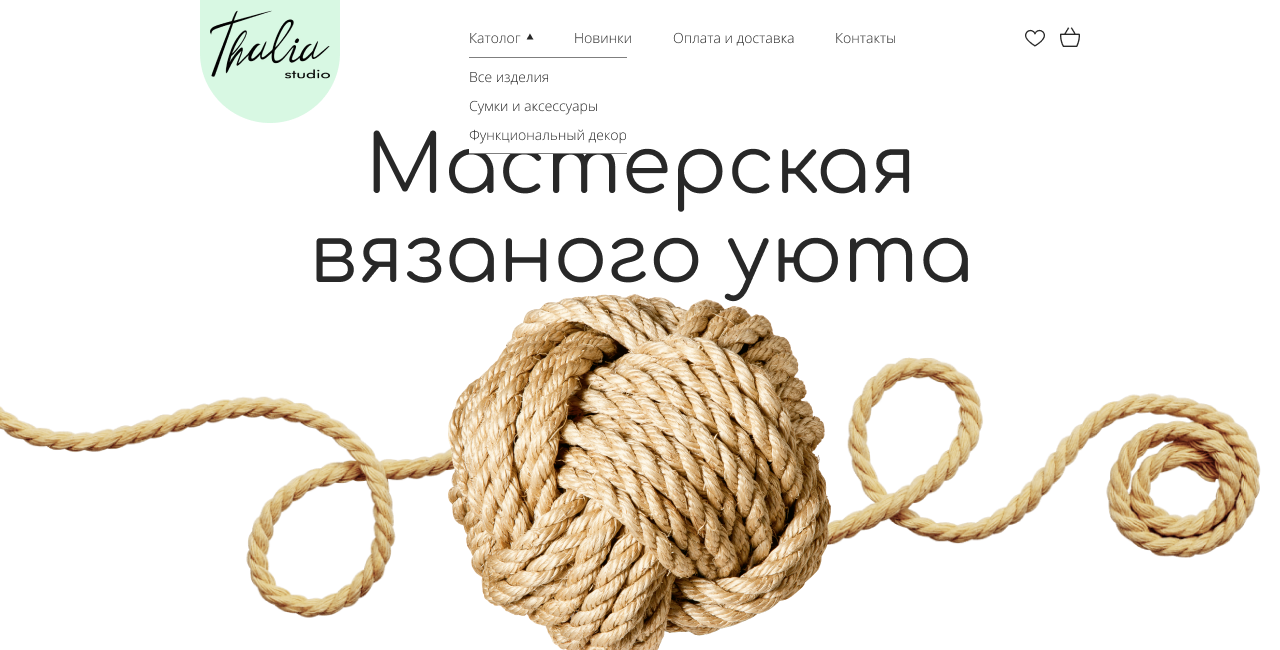 Thalia
studio
Католог ▲ Новинки Оплата и доставка Контакты
Все изделия
Сумки и аксессуары
Функциональный декор
Мастерская
вязаного уюта